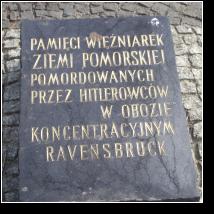 PAMIĘCI WIĘŹNIAREK
ZIEMI POMORSKIEJ
POMORDOWANYCH
PRZEZ HITLEROWCÓW
W OBOZIE
KONCENTRACYJNYM
RAVENSBRÜCK